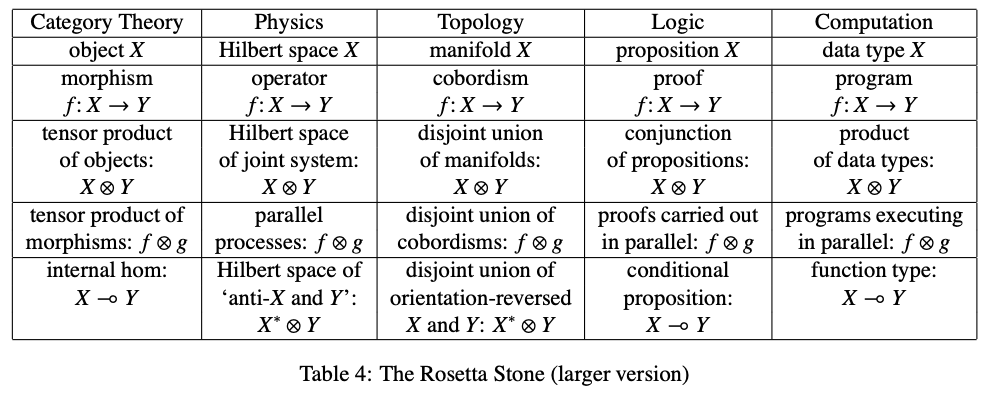 Category Theory Physics Topology Logic Computation
object X Hilbert space X manifold X proposition X data type X
morphism operator cobordism proof program
f: X → Y f: X → Y f: X → Y f: X → Y f: X → Y
tensor product Hilbert space disjoint union conjunction product
of objects: of joint system: of manifolds: of propositions: of data types:
X ⊗ Y X ⊗ Y X ⊗ Y X ⊗ Y X ⊗ Y
tensor product of parallel disjoint union of proofs carried out programs executing
morphisms: f ⊗ g processes: f ⊗ g cobordisms: f ⊗ g in parallel: f ⊗ g in parallel: f ⊗ g
internal hom: Hilbert space of disjoint union of conditional function type:
X ⊸ Y ‘anti-X and Y’: orientation-reversed proposition: X ⊸ Y
X* ⊗ Y X and Y: X* ⊗ Y X ⊸ Y
Table 4: The Rosetta Stone (larger version)